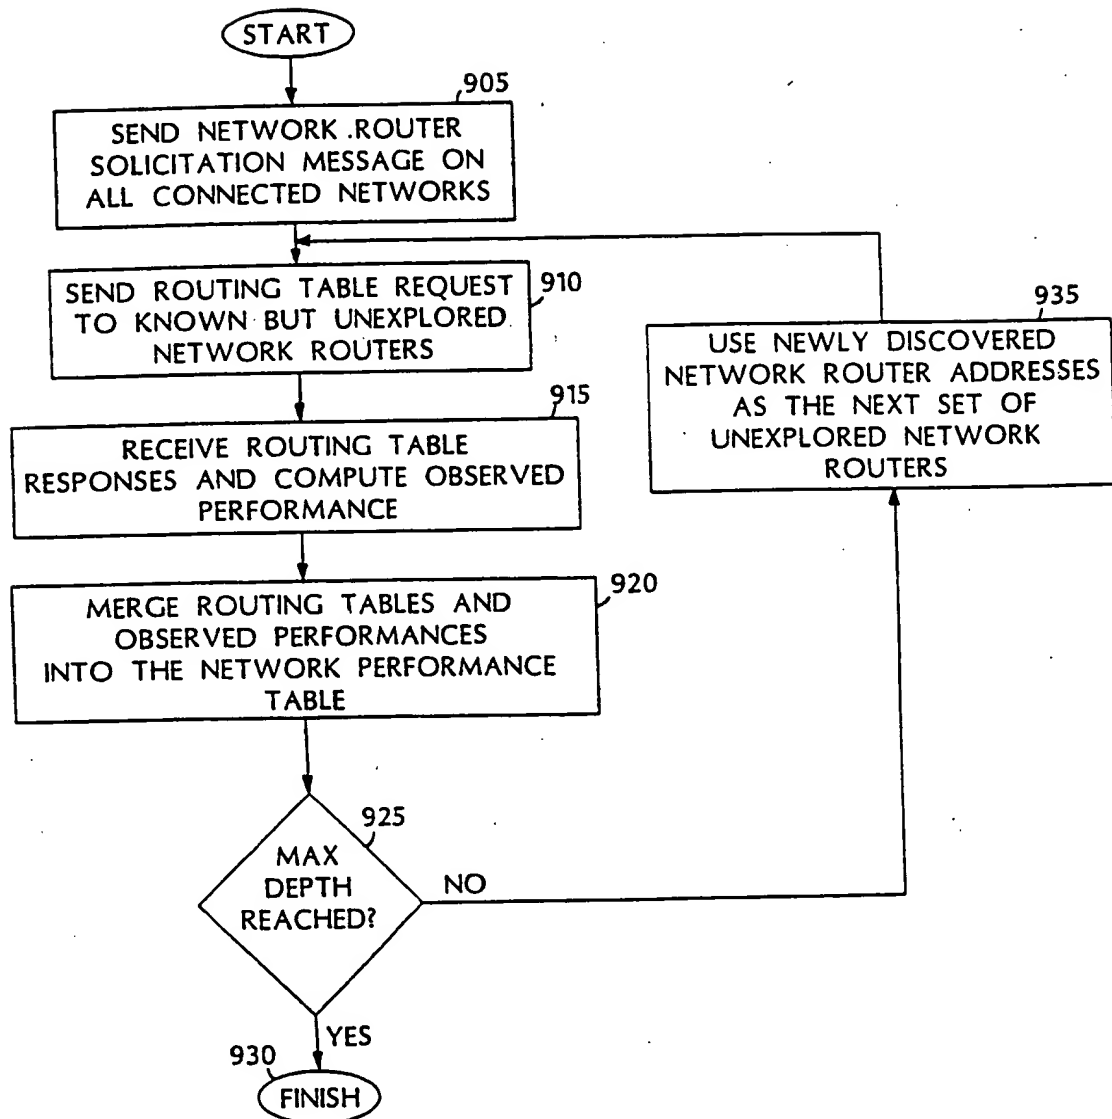 START
905
SEND NETWORK ROUTER
SOLICITATION MESSAGE ON
ALL CONNECTED NETWORKS
910
SEND ROUTING TABLE REQUEST
TO KNOWN BUT UNEXPLORED
NETWORK ROUTERS
935
USE NEWLY DISCOVERED
NETWORK ROUTER ADDRESSES
AS THE NEXT SET OF
UNEXPLORED NETWORK
ROUTERS
915
RECEIVE ROUTING TABLE
RESPONSES AND COMPUTE OBSERVED
PERFORMANCE
920
MERGE ROUTING TABLES AND
OBSERVED PERFORMANCES
INTO THE NETWORK PERFORMANCE
TABLE
925
MAX
DEPTH
REACHED?
NO
YES
930
FINISH